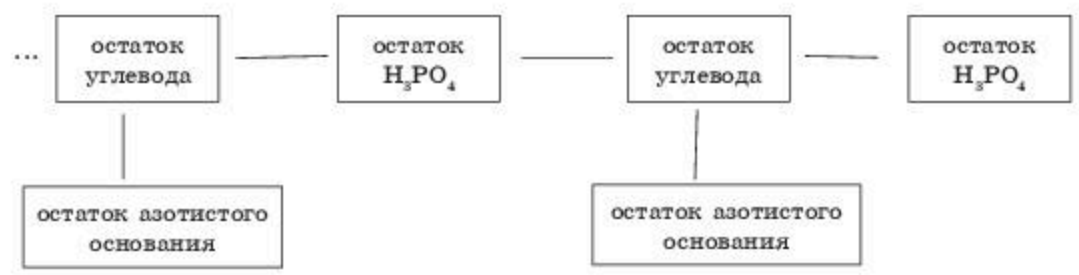 ... остаток углевода
остаток H₃PO₄
остаток углевода
остаток H₃PO₄
остаток азотистого
основания
остаток азотистого
основания